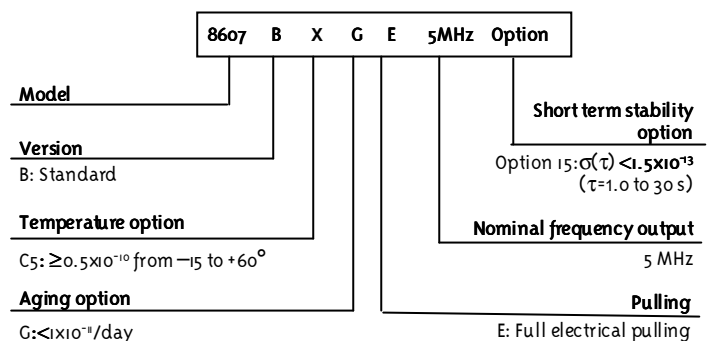 8607 B X G E 5MHz Option
Model
Short term stability
option
Version
B: Standard
Option 15:σ(τ) <1.5x10⁻¹³
(τ=1.0 to 30 s)
Temperature option
C5: ≥0.5x10⁻¹⁰ from –15 to +60°
Nominal frequency output
5 MHz
Aging option
G:<1x10⁻¹¹/day
Pulling
E: Full electrical pulling